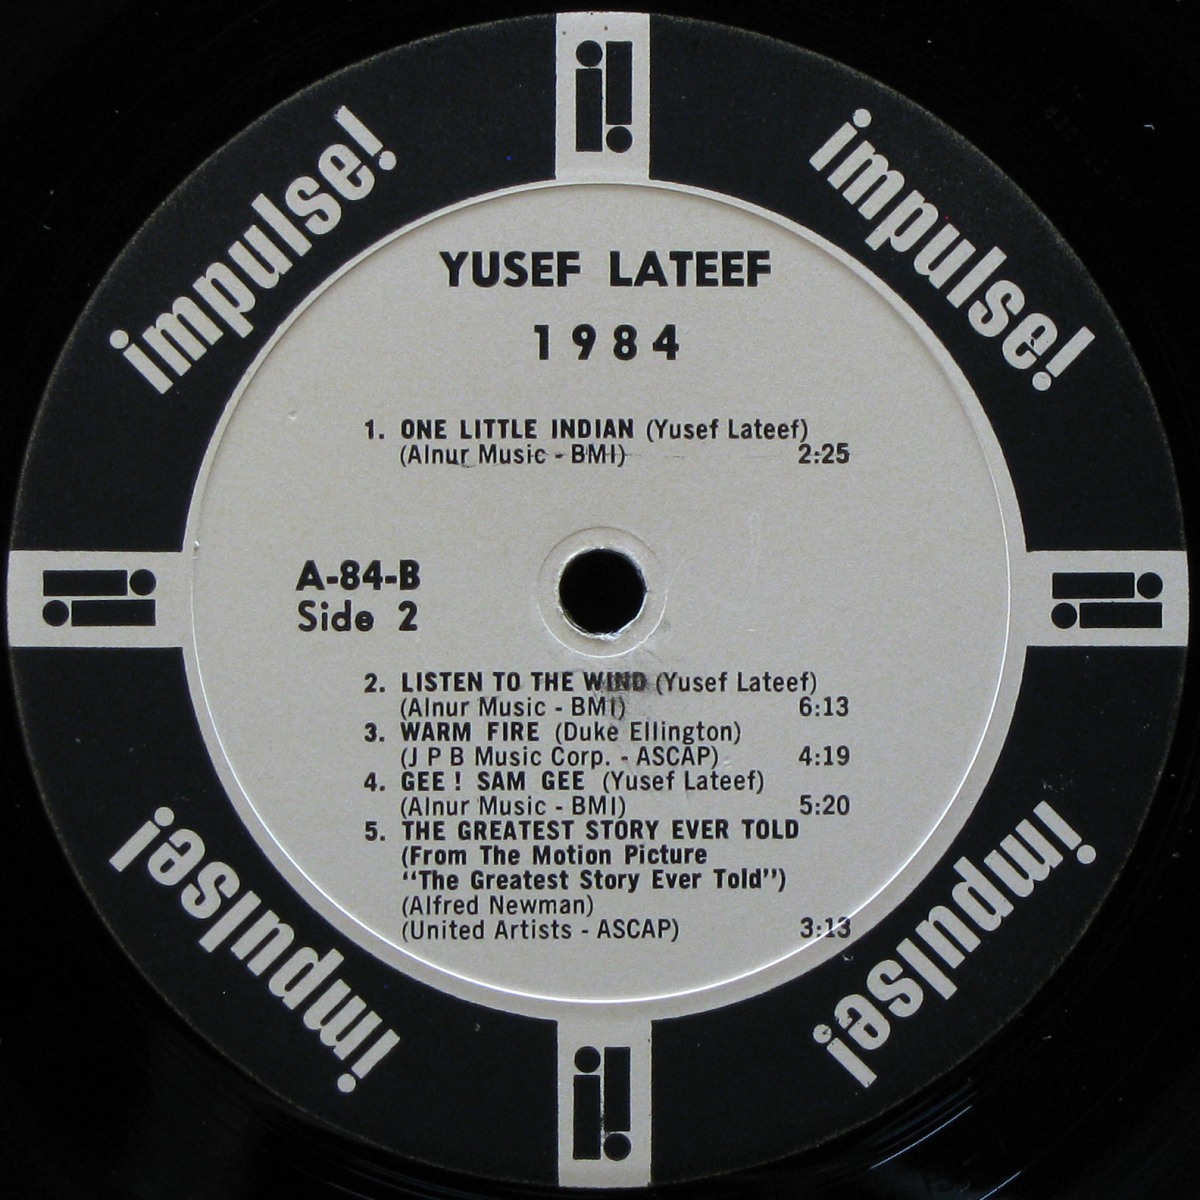 impulse!
impulse!
YUSEF LATEEF
1984
1. ONE LITTLE INDIAN (Yusef Lateef)
(Alnur Music - BMI) 2:25
A-84-B
Side 2
2. LISTEN TO THE WIND (Yusef Lateef)
(Alnur Music - BMI) 6:13
3. WARM FIRE (Duke Ellington)
(J P B Music Corp. - ASCAP) 4:19
4. GEE! SAM GEE (Yusef Lateef)
(Alnur Music - BMI) 5:20
5. THE GREATEST STORY EVER TOLD
(From The Motion Picture
“The Greatest Story Ever Told”)
(Alfred Newman)
(United Artists - ASCAP) 3:13
impulse!
impulse!